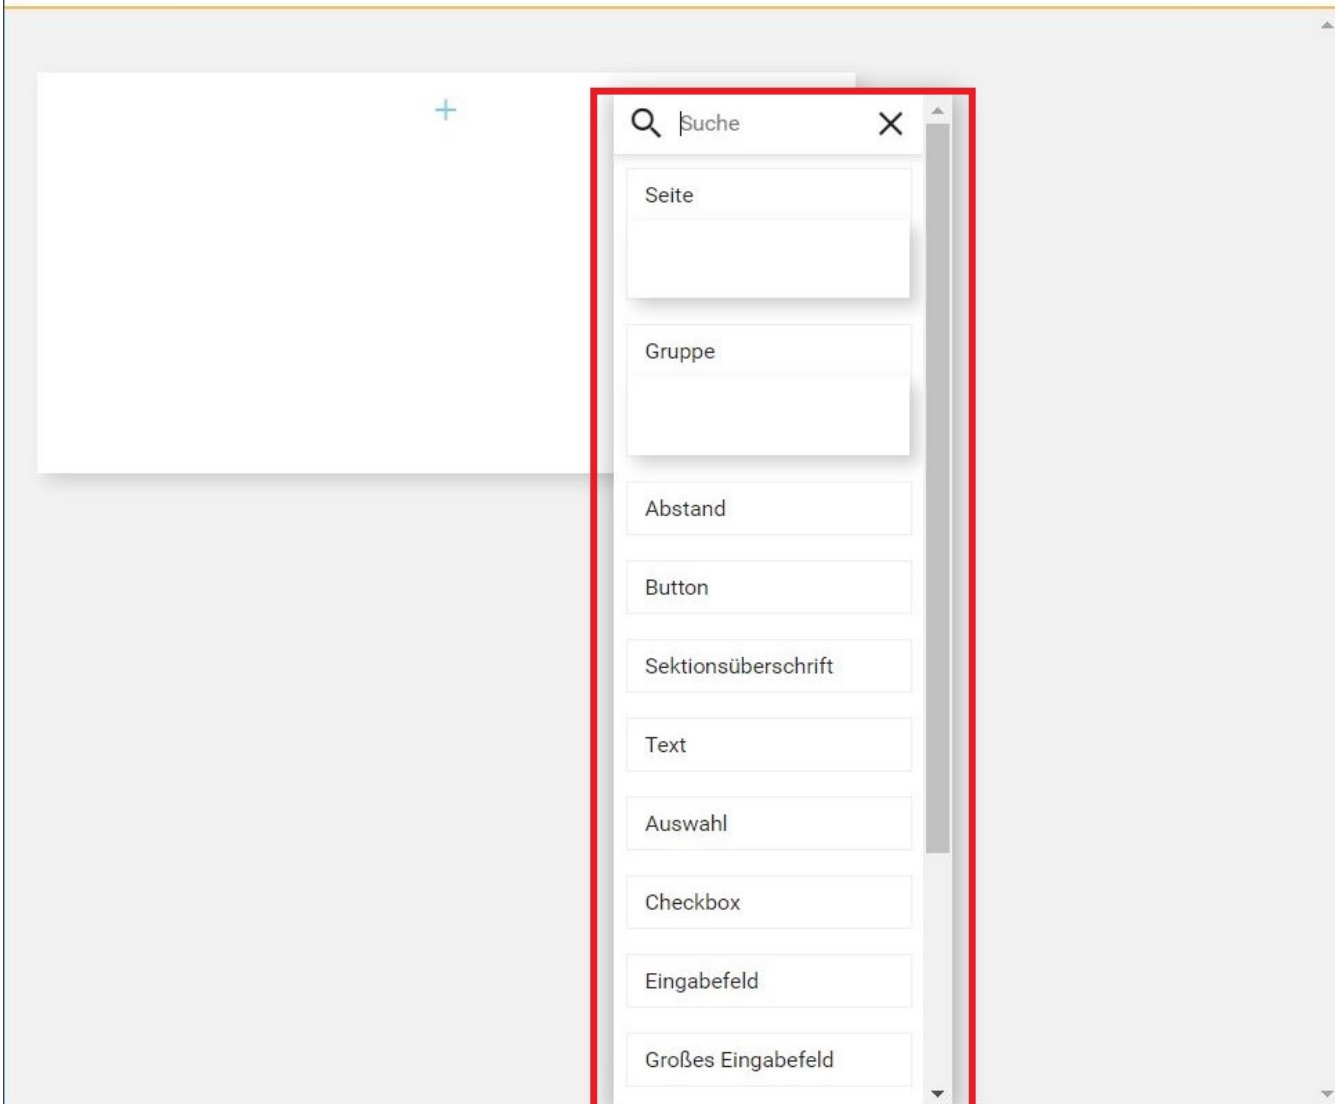 Suche
Seite
Gruppe
Abstand
Button
Sektionsüberschrift
Text
Auswahl
Checkbox
Eingabefeld
Großes Eingabefeld